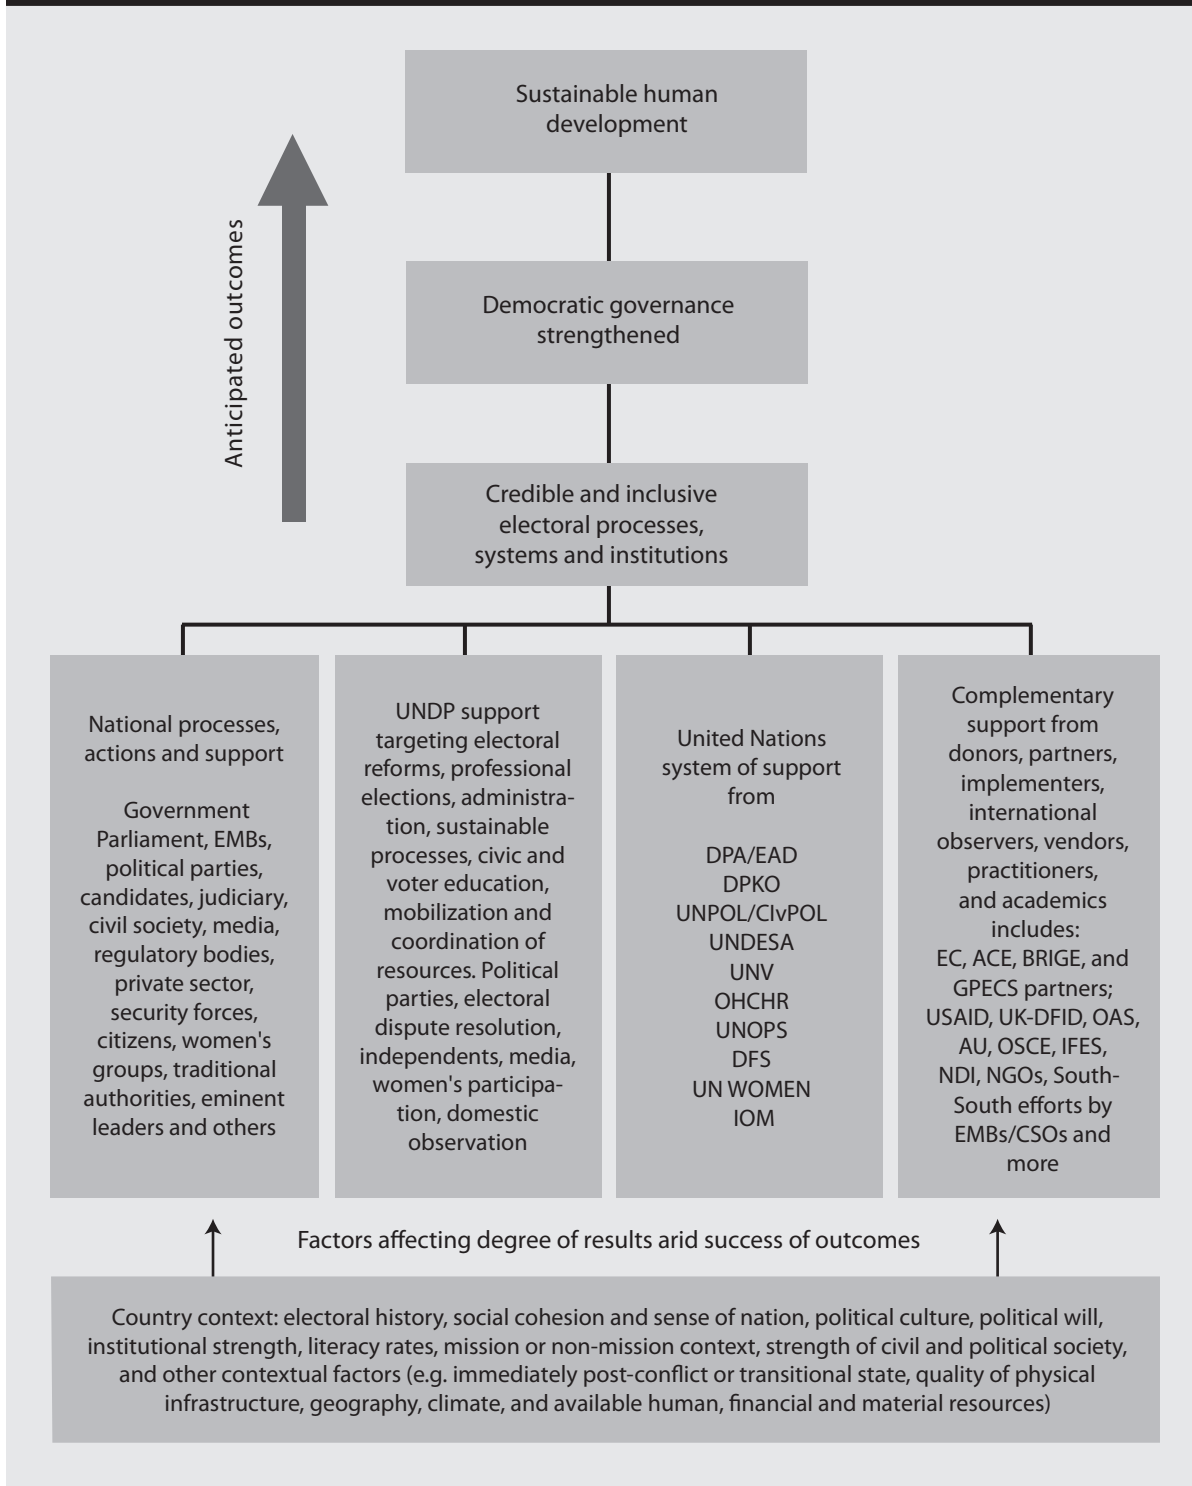 Sustainable human
development
Anticipated outcomes
Democratic governance
strengthened
Credible and inclusive
electoral processes,
systems and institutions
National processes,
actions and support
Government
Parliament, EMBs,
political parties,
candidates, judiciary,
civil society, media,
regulatory bodies,
private sector,
security forces,
citizens, women's
groups, traditional
authorities, eminent
leaders and others
UNDP support
targeting electoral
reforms, professional
elections, administra-
tion, sustainable
processes, civic and
voter education,
mobilization and
coordination of
resources. Political
parties, electoral
dispute resolution,
independents, media,
women's participa-
tion, domestic
observation
United Nations
system of support
from
DPA/EAD
DPKO
UNPOL/CIvPOL
UNDESA
UNV
OHCHR
UNOPS
DFS
UN WOMEN
IOM
Complementary
support from
donors, partners,
implementers,
international
observers, vendors,
practitioners,
and academics
includes:
EC, ACE, BRIGE, and
GPECS partners;
USAID, UK-DFID, OAS,
AU, OSCE, IFES,
NDI, NGOs, South-
South efforts by
EMBs/CSOs and
more
Factors affecting degree of results arid success of outcomes
Country context: electoral history, social cohesion and sense of nation, political culture, political will,
institutional strength, literacy rates, mission or non-mission context, strength of civil and political society,
and other contextual factors (e.g. immediately post-conflict or transitional state, quality of physical
infrastructure, geography, climate, and available human, financial and material resources)